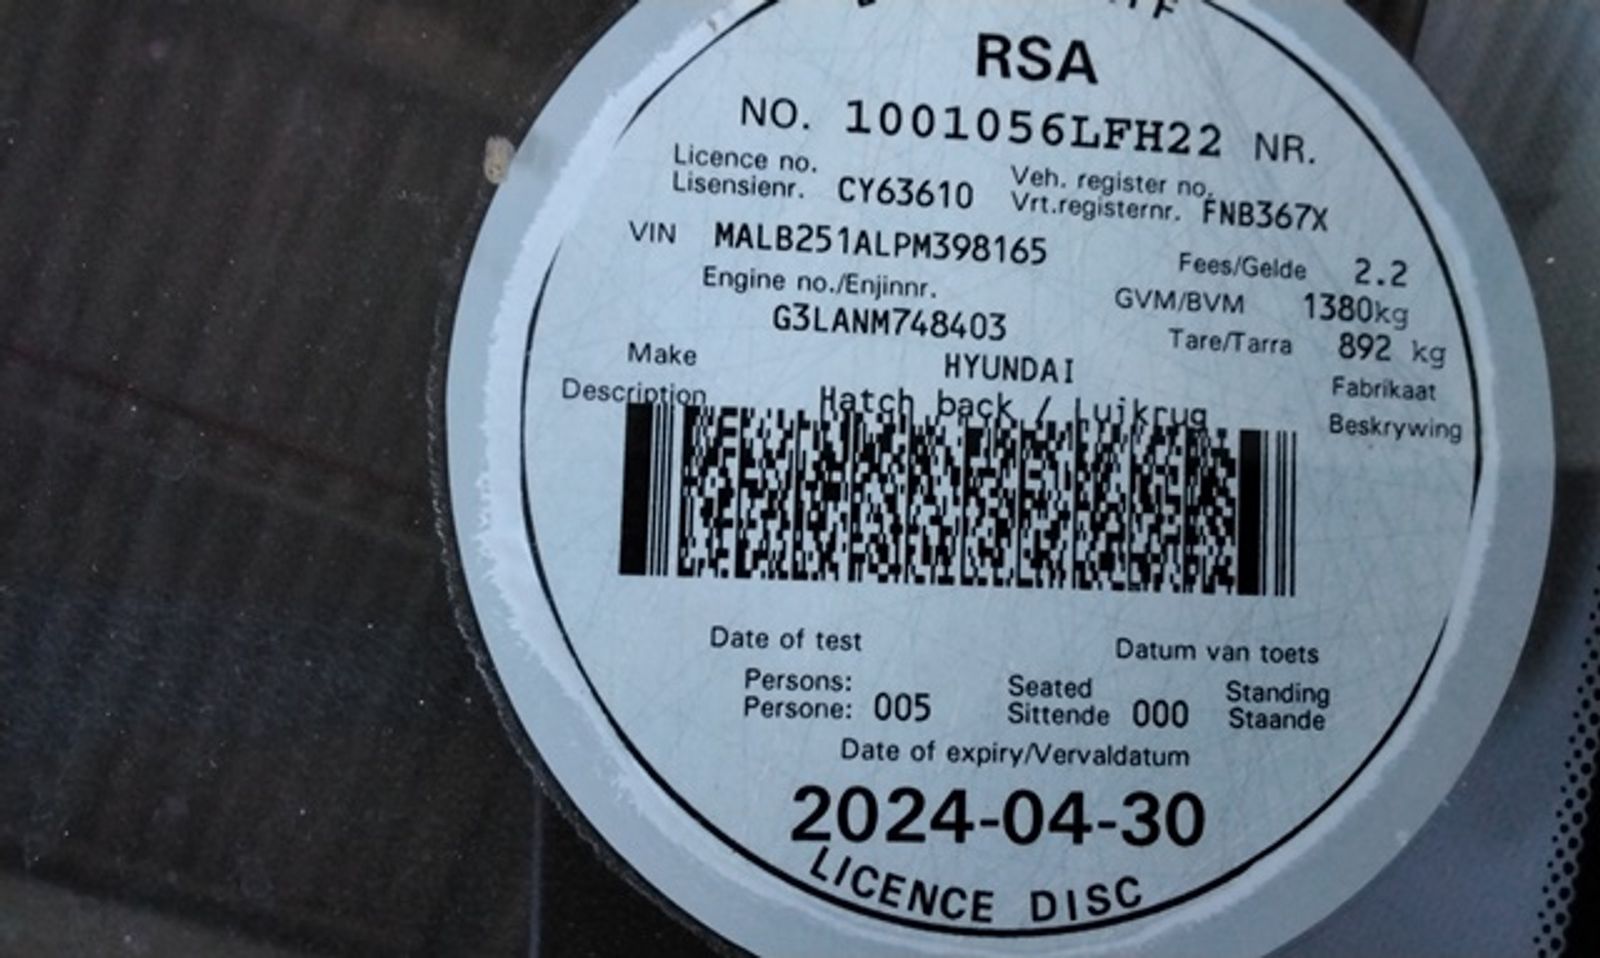 RSA
NO. 1001056LFH22 NR.
Licence no. Veh. register no.
Lisensienr. CY63610 Vrt.registernr. FNB367X
VIN MALB251ALPM398165 Fees/Gelde 2.2
Engine no./Enjinnr. GVM/BVM 1380kg
G3LANM748403 Tare/Tarra 892 kg
Make HYUNDAI Fabrikaat
Description Hatch back / Luikrug Beskrywing
Date of test Datum van toets
Persons: Seated Standing
Persone: 005 Sittende 000 Staande
Date of expiry/Vervaldatum
2024-04-30
LICENCE DISC